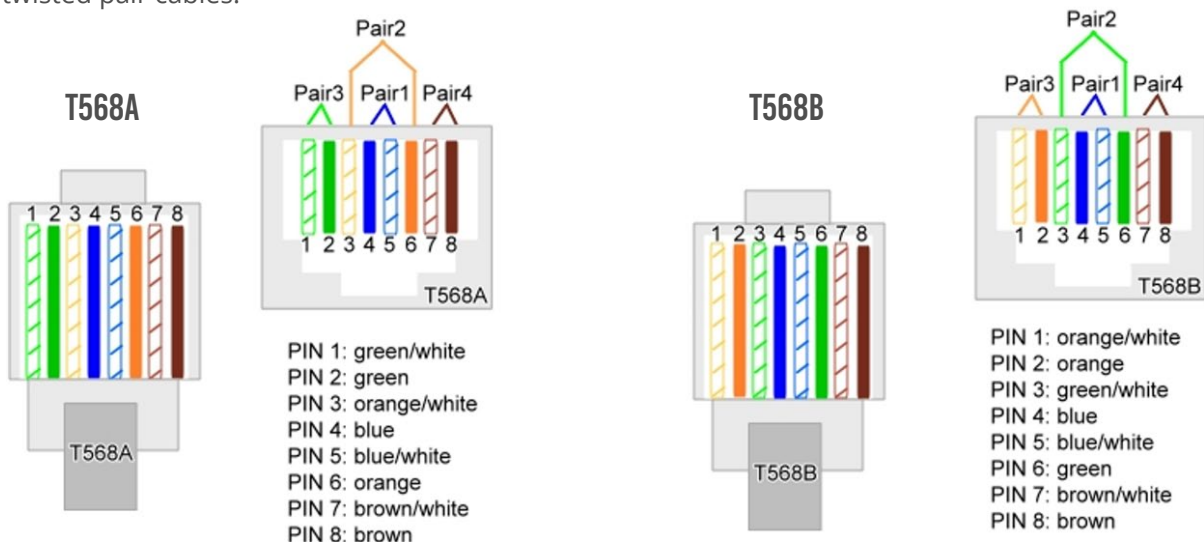 twisted pair cables.
T568A
Pair2
Pair3 Pair1 Pair4
1 2 3 4 5 6 7 8
T568A
1 2 3 4 5 6 7 8
T568A
PIN 1: green/white
PIN 2: green
PIN 3: orange/white
PIN 4: blue
PIN 5: blue/white
PIN 6: orange
PIN 7: brown/white
PIN 8: brown
T568B
Pair2
Pair3 Pair1 Pair4
1 2 3 4 5 6 7 8
T568B
1 2 3 4 5 6 7 8
T568B
PIN 1: orange/white
PIN 2: orange
PIN 3: green/white
PIN 4: blue
PIN 5: blue/white
PIN 6: green
PIN 7: brown/white
PIN 8: brown